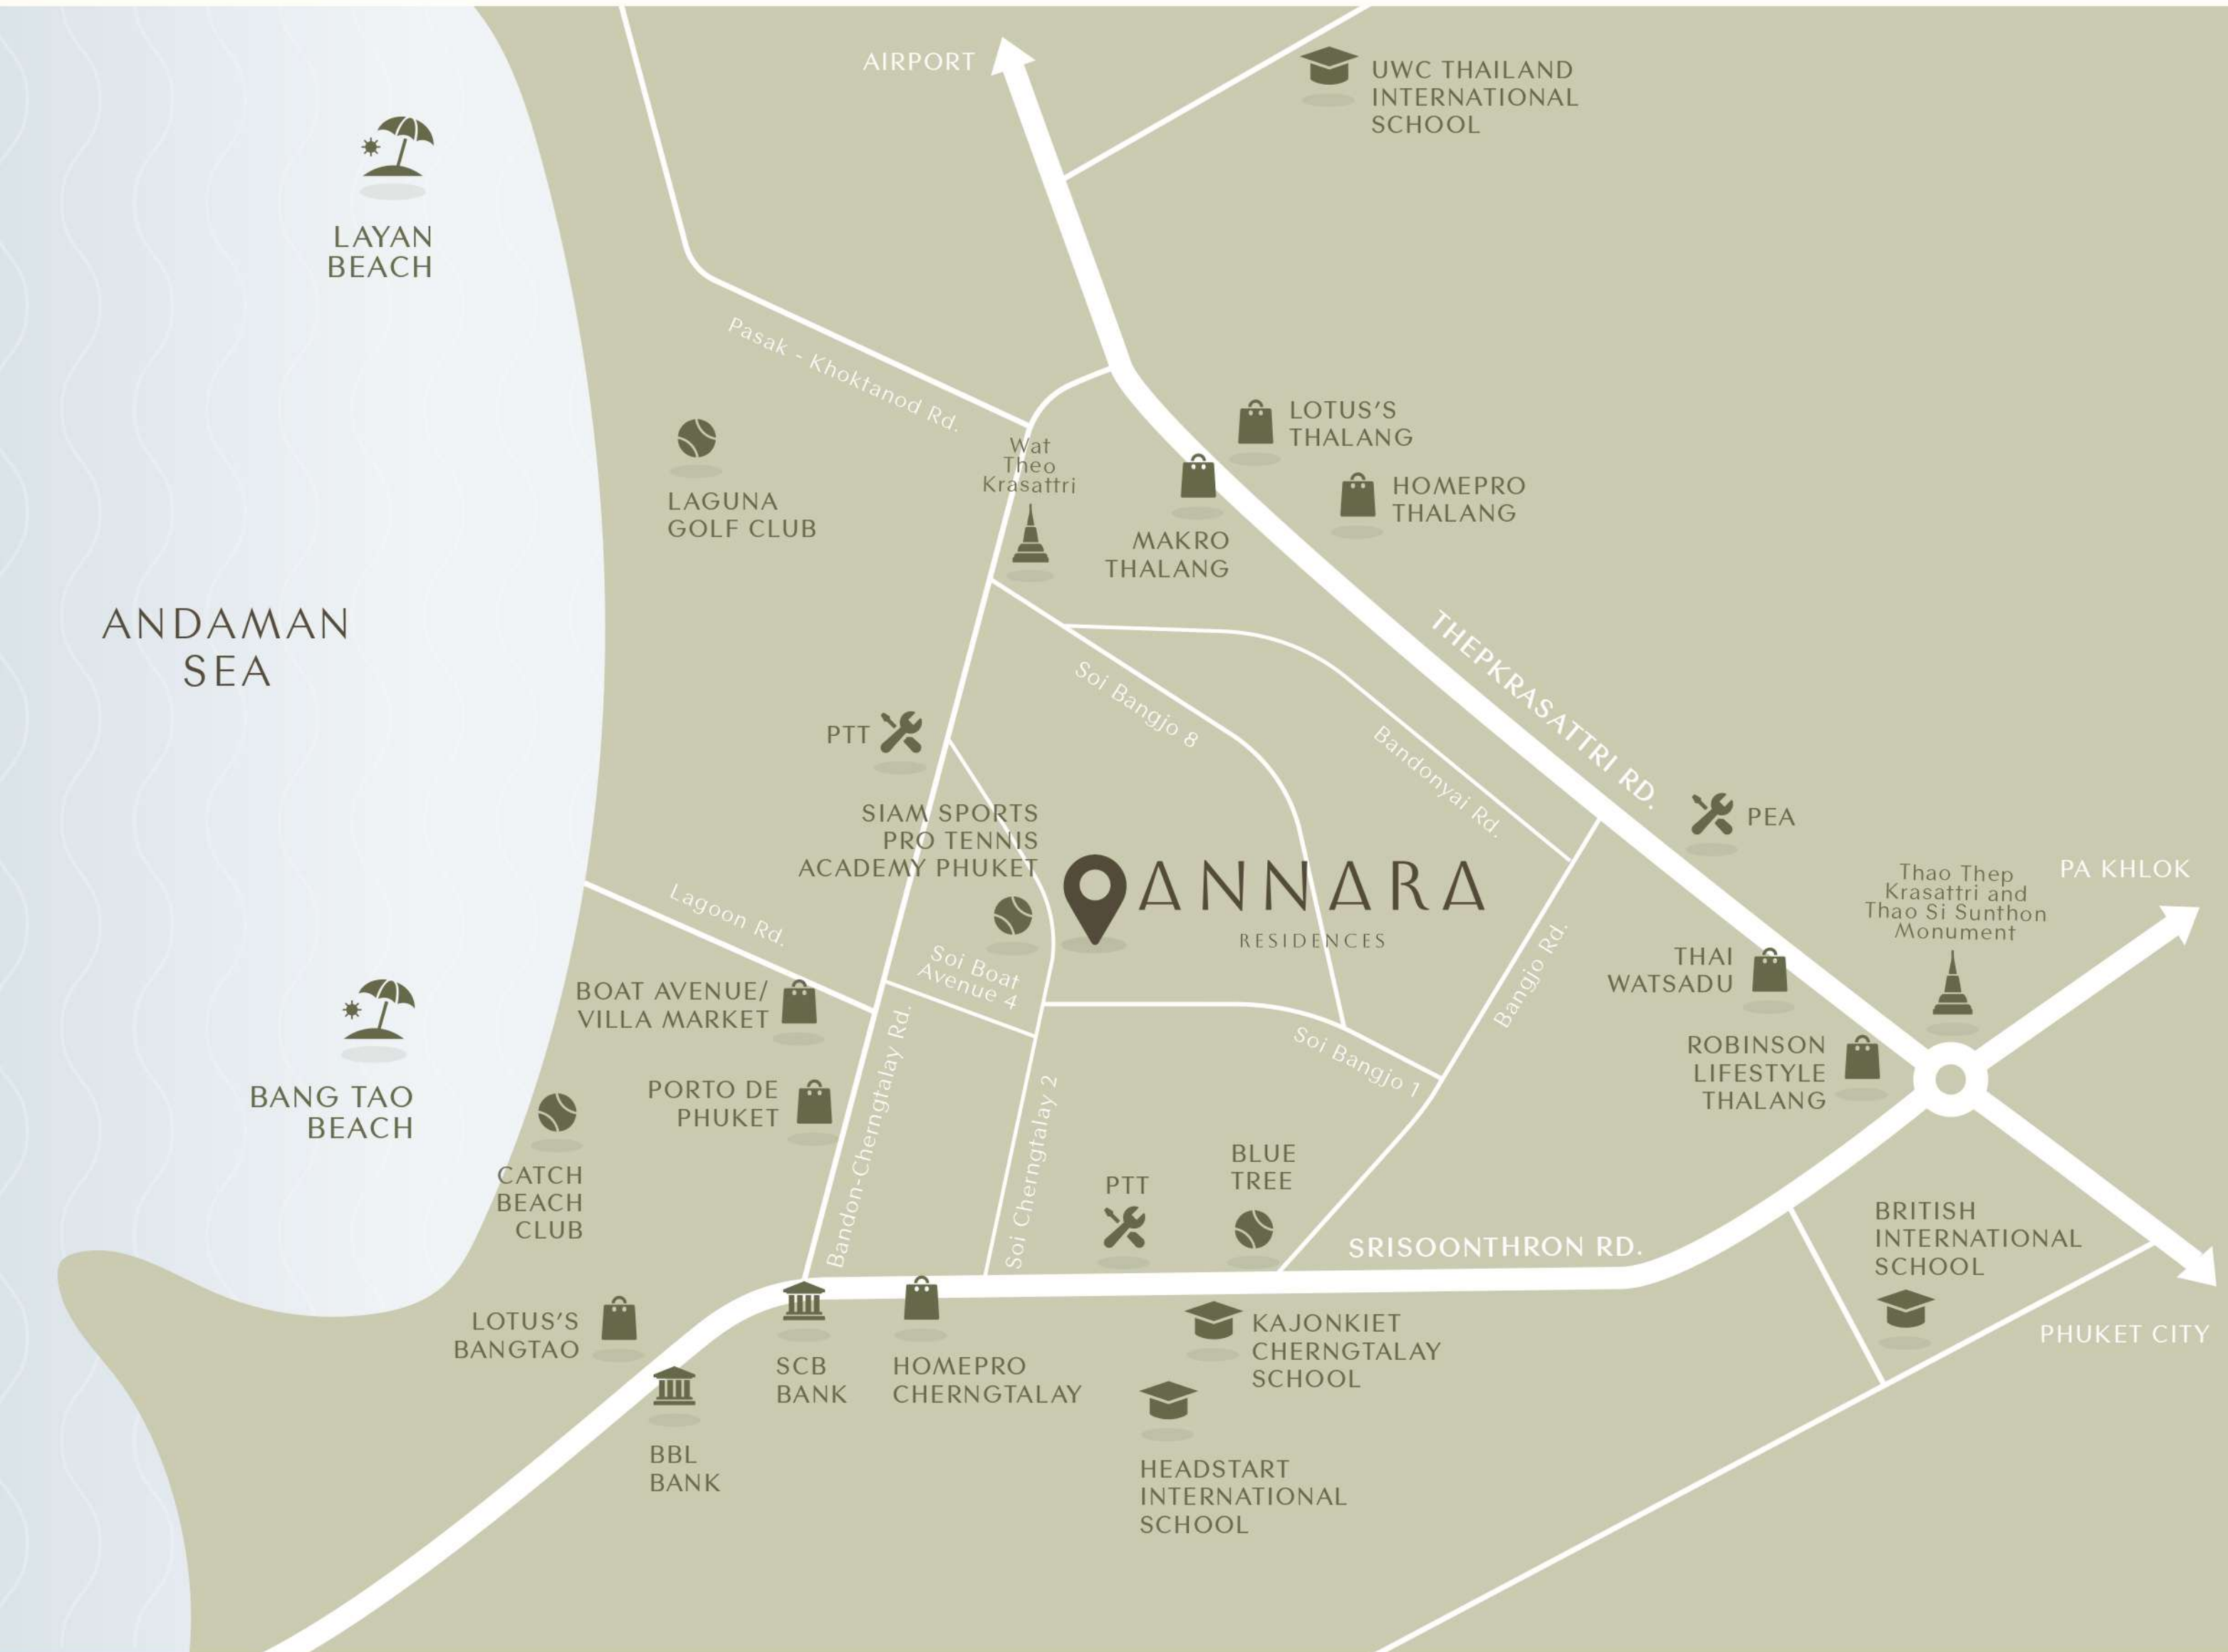 AIRPORT
UWC THAILAND
INTERNATIONAL
SCHOOL
LAYAN
BEACH
Pasak - Khoktanod Rd.
LOTUS'S
THALANG
Wat
Theo
Krasattri
LAGUNA
GOLF CLUB
HOMEPRO
THALANG
MAKRO
THALANG
ANDAMAN
SEA
THEPKRASATTRI RD.
Soi Bangjo 8
PTT
Bandonyai Rd.
SIAM SPORTS
PRO TENNIS
ACADEMY PHUKET
PEA
ANNARA
RESIDENCES
Thao Thep
Krasattri and
Thao Si Sunthon
Monument
PA KHLOK
Lagoon Rd.
Soi Boat
Avenue 4
Bangjo Rd.
THAI
WATSADU
BOAT AVENUE/
VILLA MARKET
Soi Bangjo 1
ROBINSON
LIFESTYLE
THALANG
BANG TAO
BEACH
PORTO DE
PHUKET
Bandon-Cherngtalay Rd.
Soi Cherngtalay 2
CATCH
BEACH
CLUB
PTT
BLUE
TREE
SRISOONTHRON RD.
BRITISH
INTERNATIONAL
SCHOOL
LOTUS'S
BANGTAO
SCB
BANK
HOMEPRO
CHERNGTALAY
KAJONKIET
CHERNGTALAY
SCHOOL
PHUKET CITY
BBL
BANK
HEADSTART
INTERNATIONAL
SCHOOL